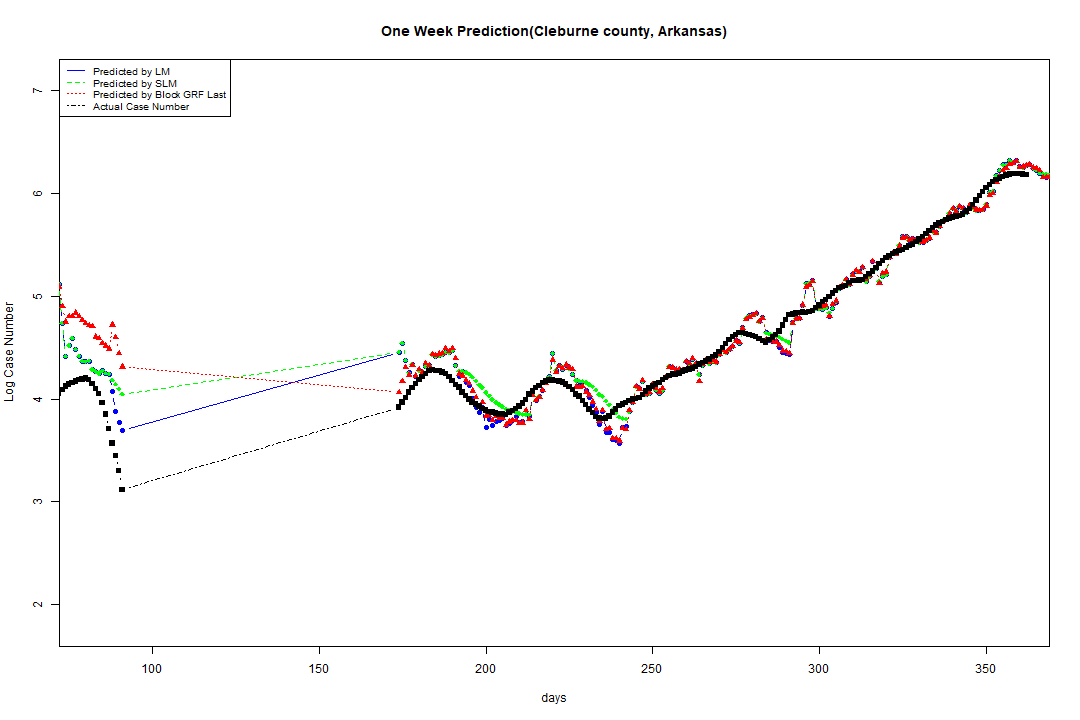 One Week Prediction(Cleburne county, Arkansas)
Predicted by LM
Predicted by SLM
Predicted by Block GRF Last
Actual Case Number
7
6
5
4
3
2
Log Case Number
100 150 200 250 300 350
days